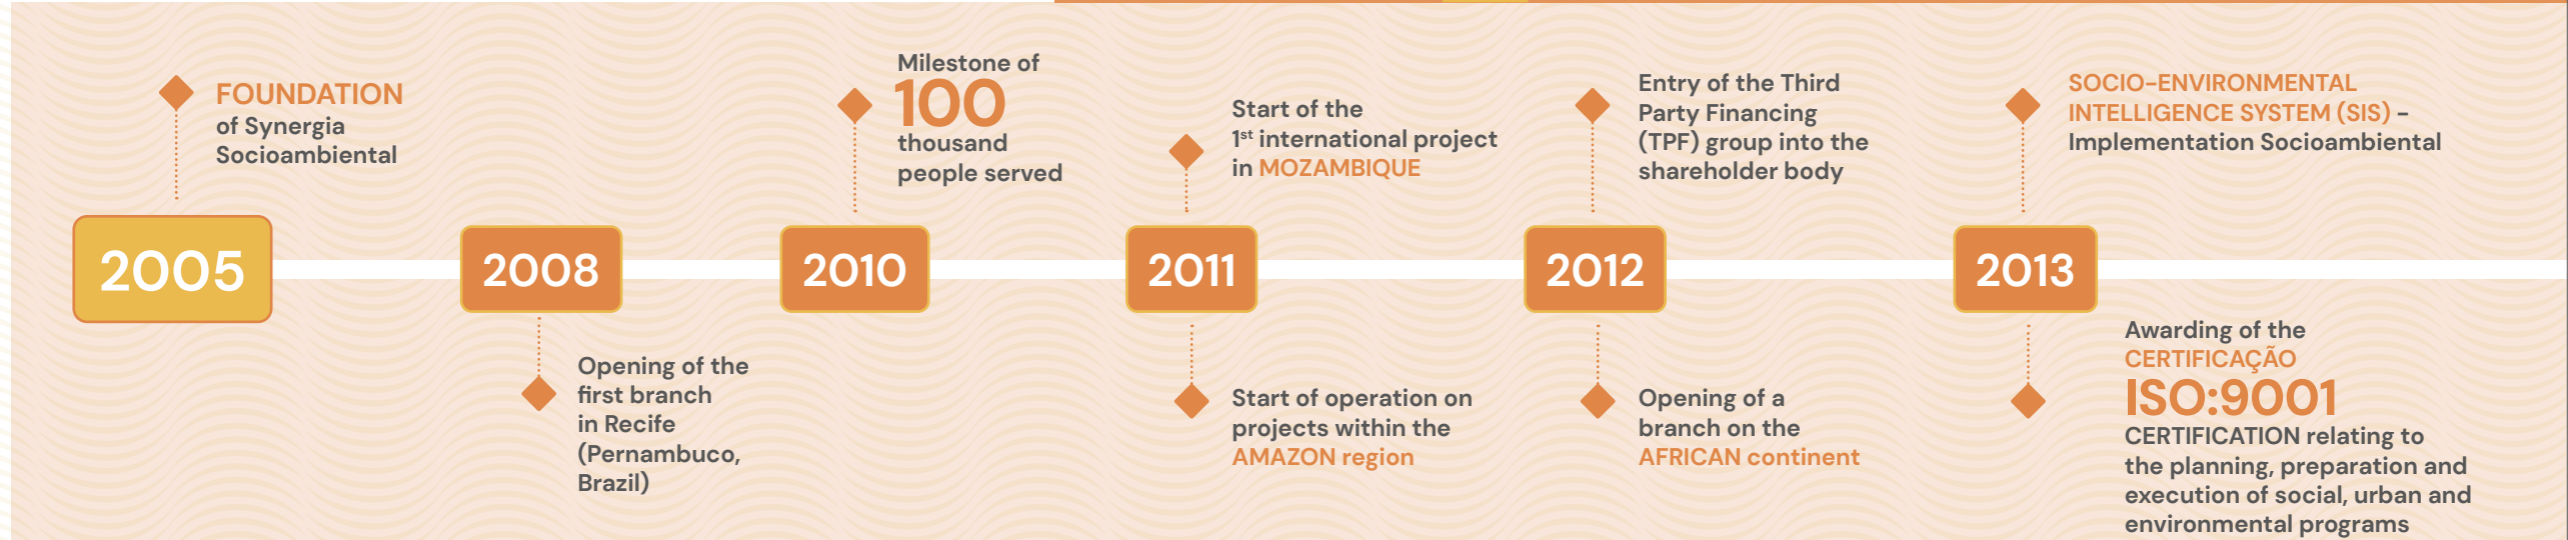 FOUNDATION
of Synergia
Socioambiental
2005
2008
Opening of the
first branch
in Recife
(Pernambuco,
Brazil)
Milestone of
100
thousand
people served
2010
Start of the
1st international project
in MOZAMBIQUE
2011
Start of operation on
projects within the
AMAZON region
Entry of the Third
Party Financing
(TPF) group into the
shareholder body
2012
Opening of a
branch on the
AFRICAN continent
SOCIO-ENVIRONMENTAL
INTELLIGENCE SYSTEM (SIS) –
Implementation Socioambiental
2013
Awarding of the
CERTIFICAÇÃO
ISO:9001
CERTIFICATION relating to
the planning, preparation and
execution of social, urban and
environmental programs